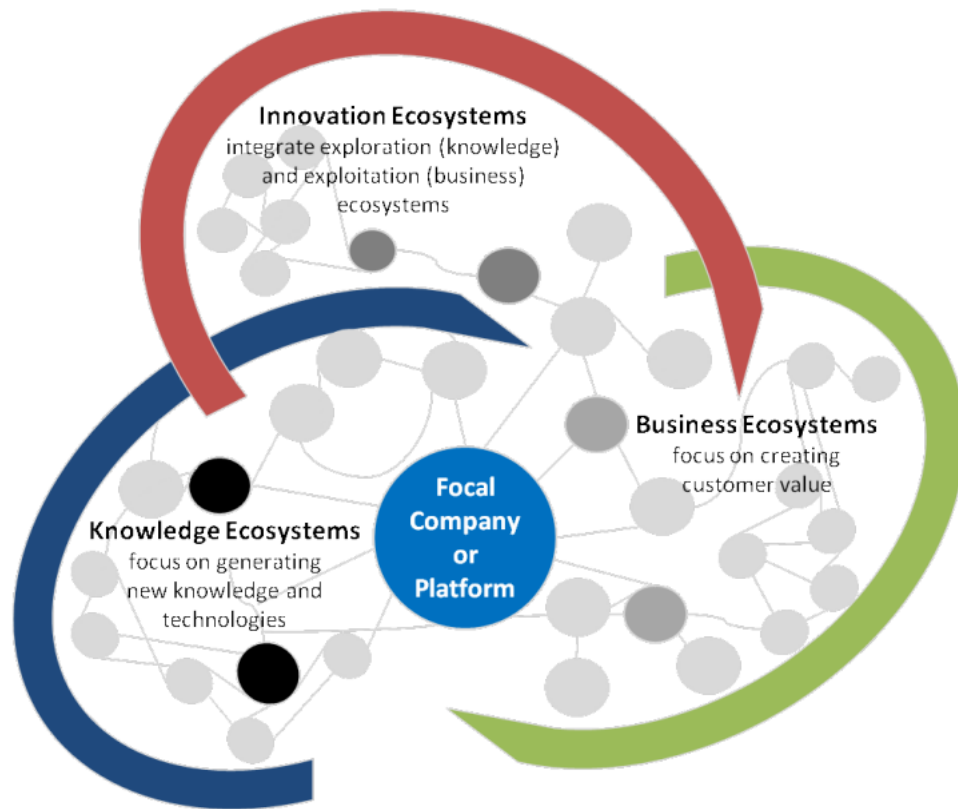 Innovation Ecosystems
integrate exploration (knowledge)
and exploitation (business)
ecosystems
Business Ecosystems
focus on creating
customer value
Focal
Company
or
Platform
Knowledge Ecosystems
focus on generating
new knowledge and
technologies